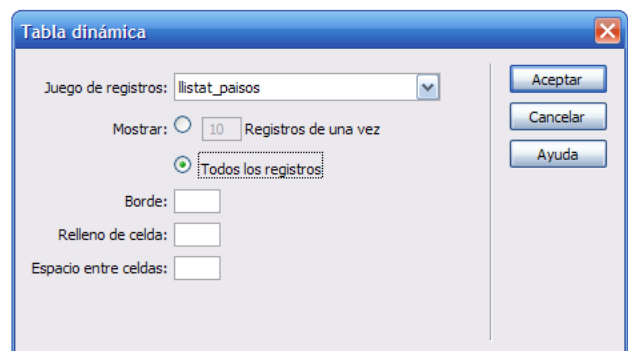 Tabla dinámica
Juego de registros: llistat_paisos
Mostrar: 10 Registros de una vez
Todos los registros
Borde:
Relleno de celda:
Espacio entre celdas:
Aceptar
Cancelar
Ayuda